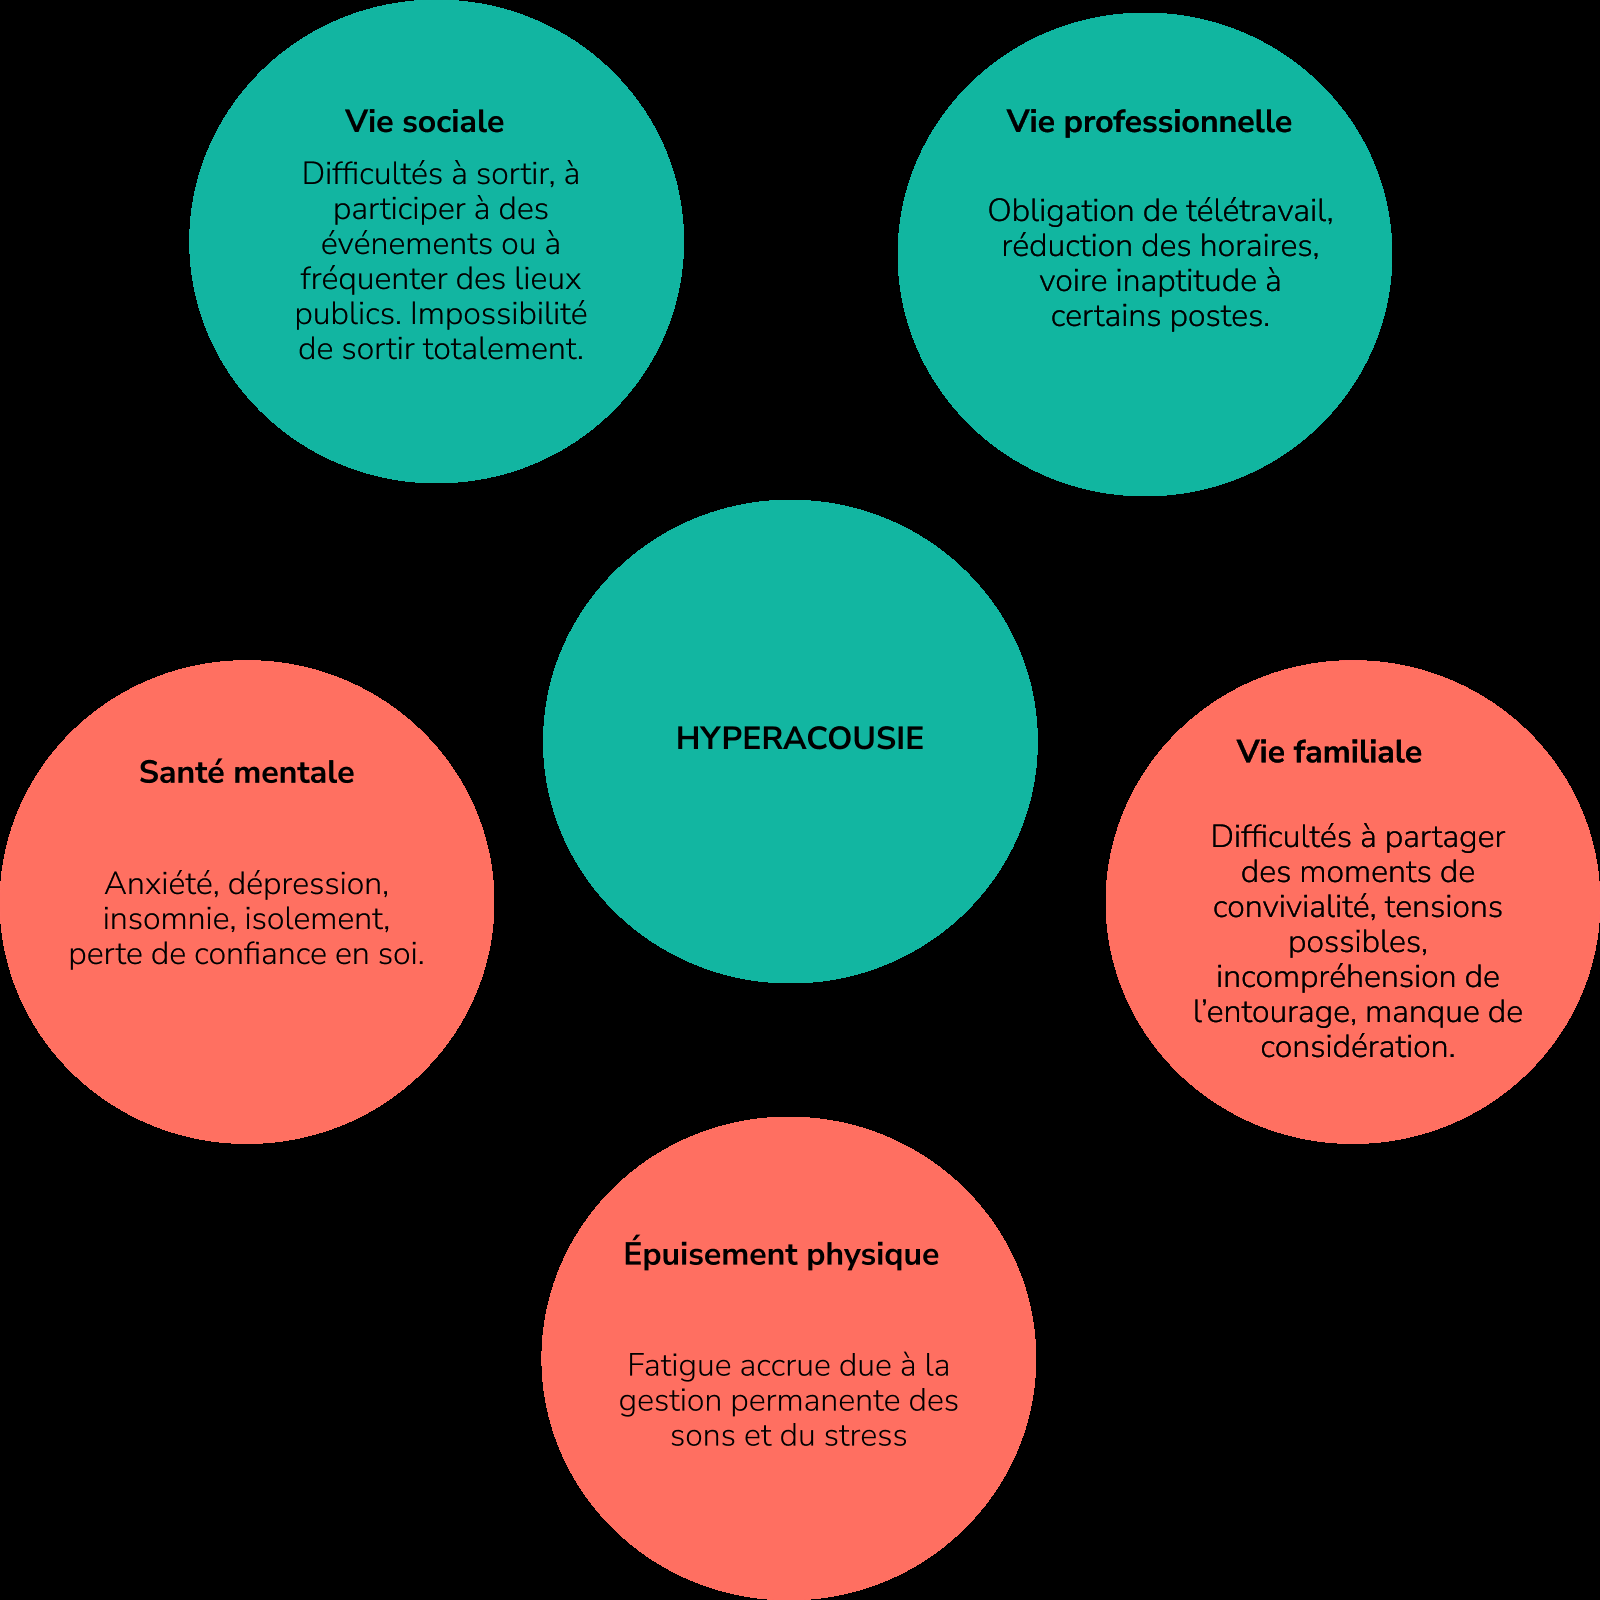 Vie sociale
Difficultés à sortir, à
participer à des
événements ou à
fréquenter des lieux
publics. Impossibilité
de sortir totalement.
Vie professionnelle
Obligation de télétravail,
réduction des horaires,
voire inaptitude à
certains postes.
HYPERACOUSIE
Santé mentale
Anxiété, dépression,
insomnie, isolement,
perte de confiance en soi.
Vie familiale
Difficultés à partager
des moments de
convivialité, tensions
possibles,
incompréhension de
l’entourage, manque de
considération.
Épuisement physique
Fatigue accrue due à la
gestion permanente des
sons et du stress